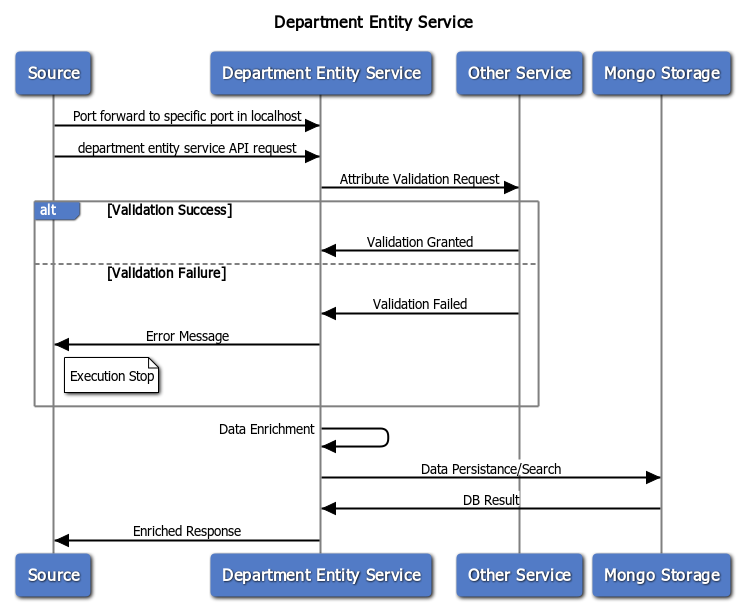 Department Entity Service
Source
Department Entity Service
Other Service
Mongo Storage
Port forward to specific port in localhost
department entity service API request
Attribute Validation Request
alt
[Validation Success]
Validation Granted
[Validation Failure]
Validation Failed
Error Message
Execution Stop
Data Enrichment
Data Persistance/Search
DB Result
Enriched Response
Source
Department Entity Service
Other Service
Mongo Storage